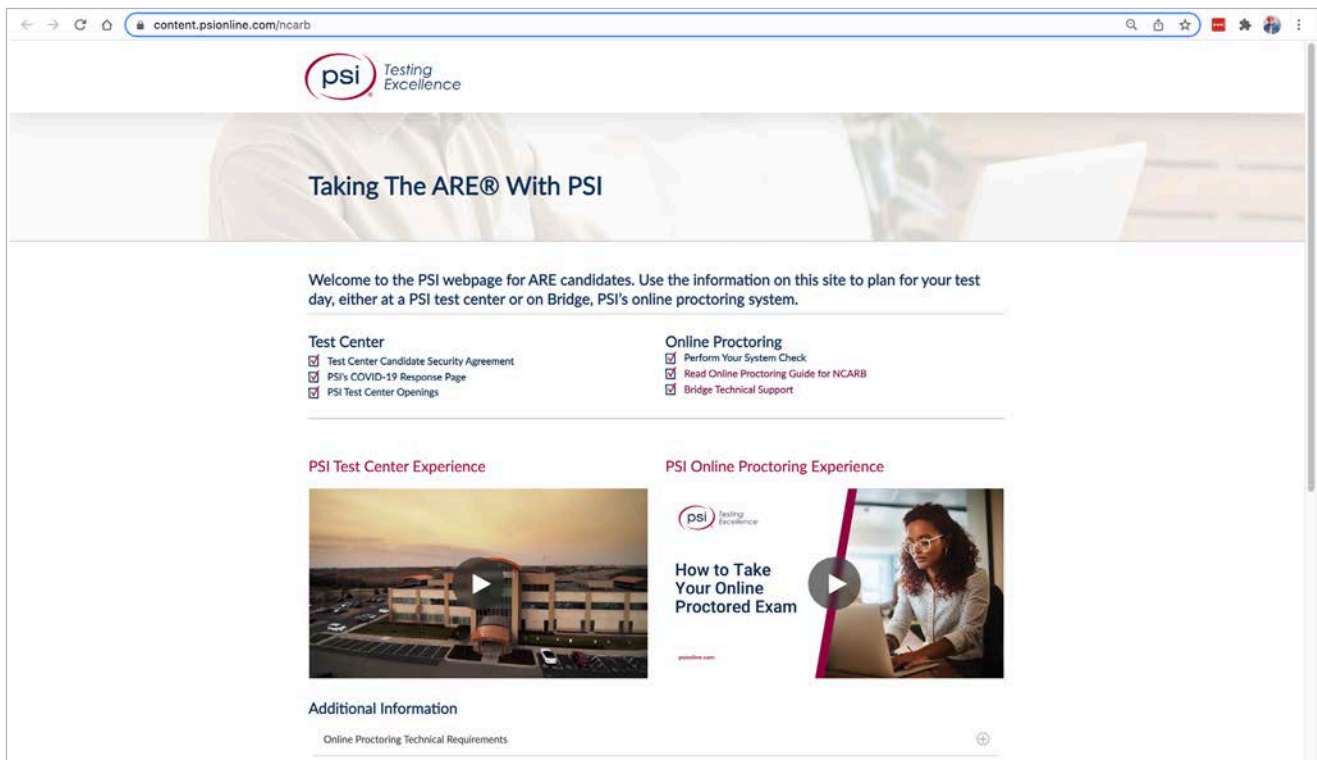 content.psionline.com/ncarb
psi Testing
Excellence
Taking The ARE® With PSI
Welcome to the PSI webpage for ARE candidates. Use the information on this site to plan for your test
day, either at a PSI test center or on Bridge, PSI's online proctoring system.
Test Center
Test Center Candidate Security Agreement
PSI's COVID-19 Response Page
PSI Test Center Openings
Online Proctoring
Perform Your System Check
Read Online Proctoring Guide for NCARB
Bridge Technical Support
PSI Test Center Experience
PSI Online Proctoring Experience
psi Testing
Excellence
How to Take
Your Online
Proctored Exam
psionline.com
Additional Information
Online Proctoring Technical Requirements